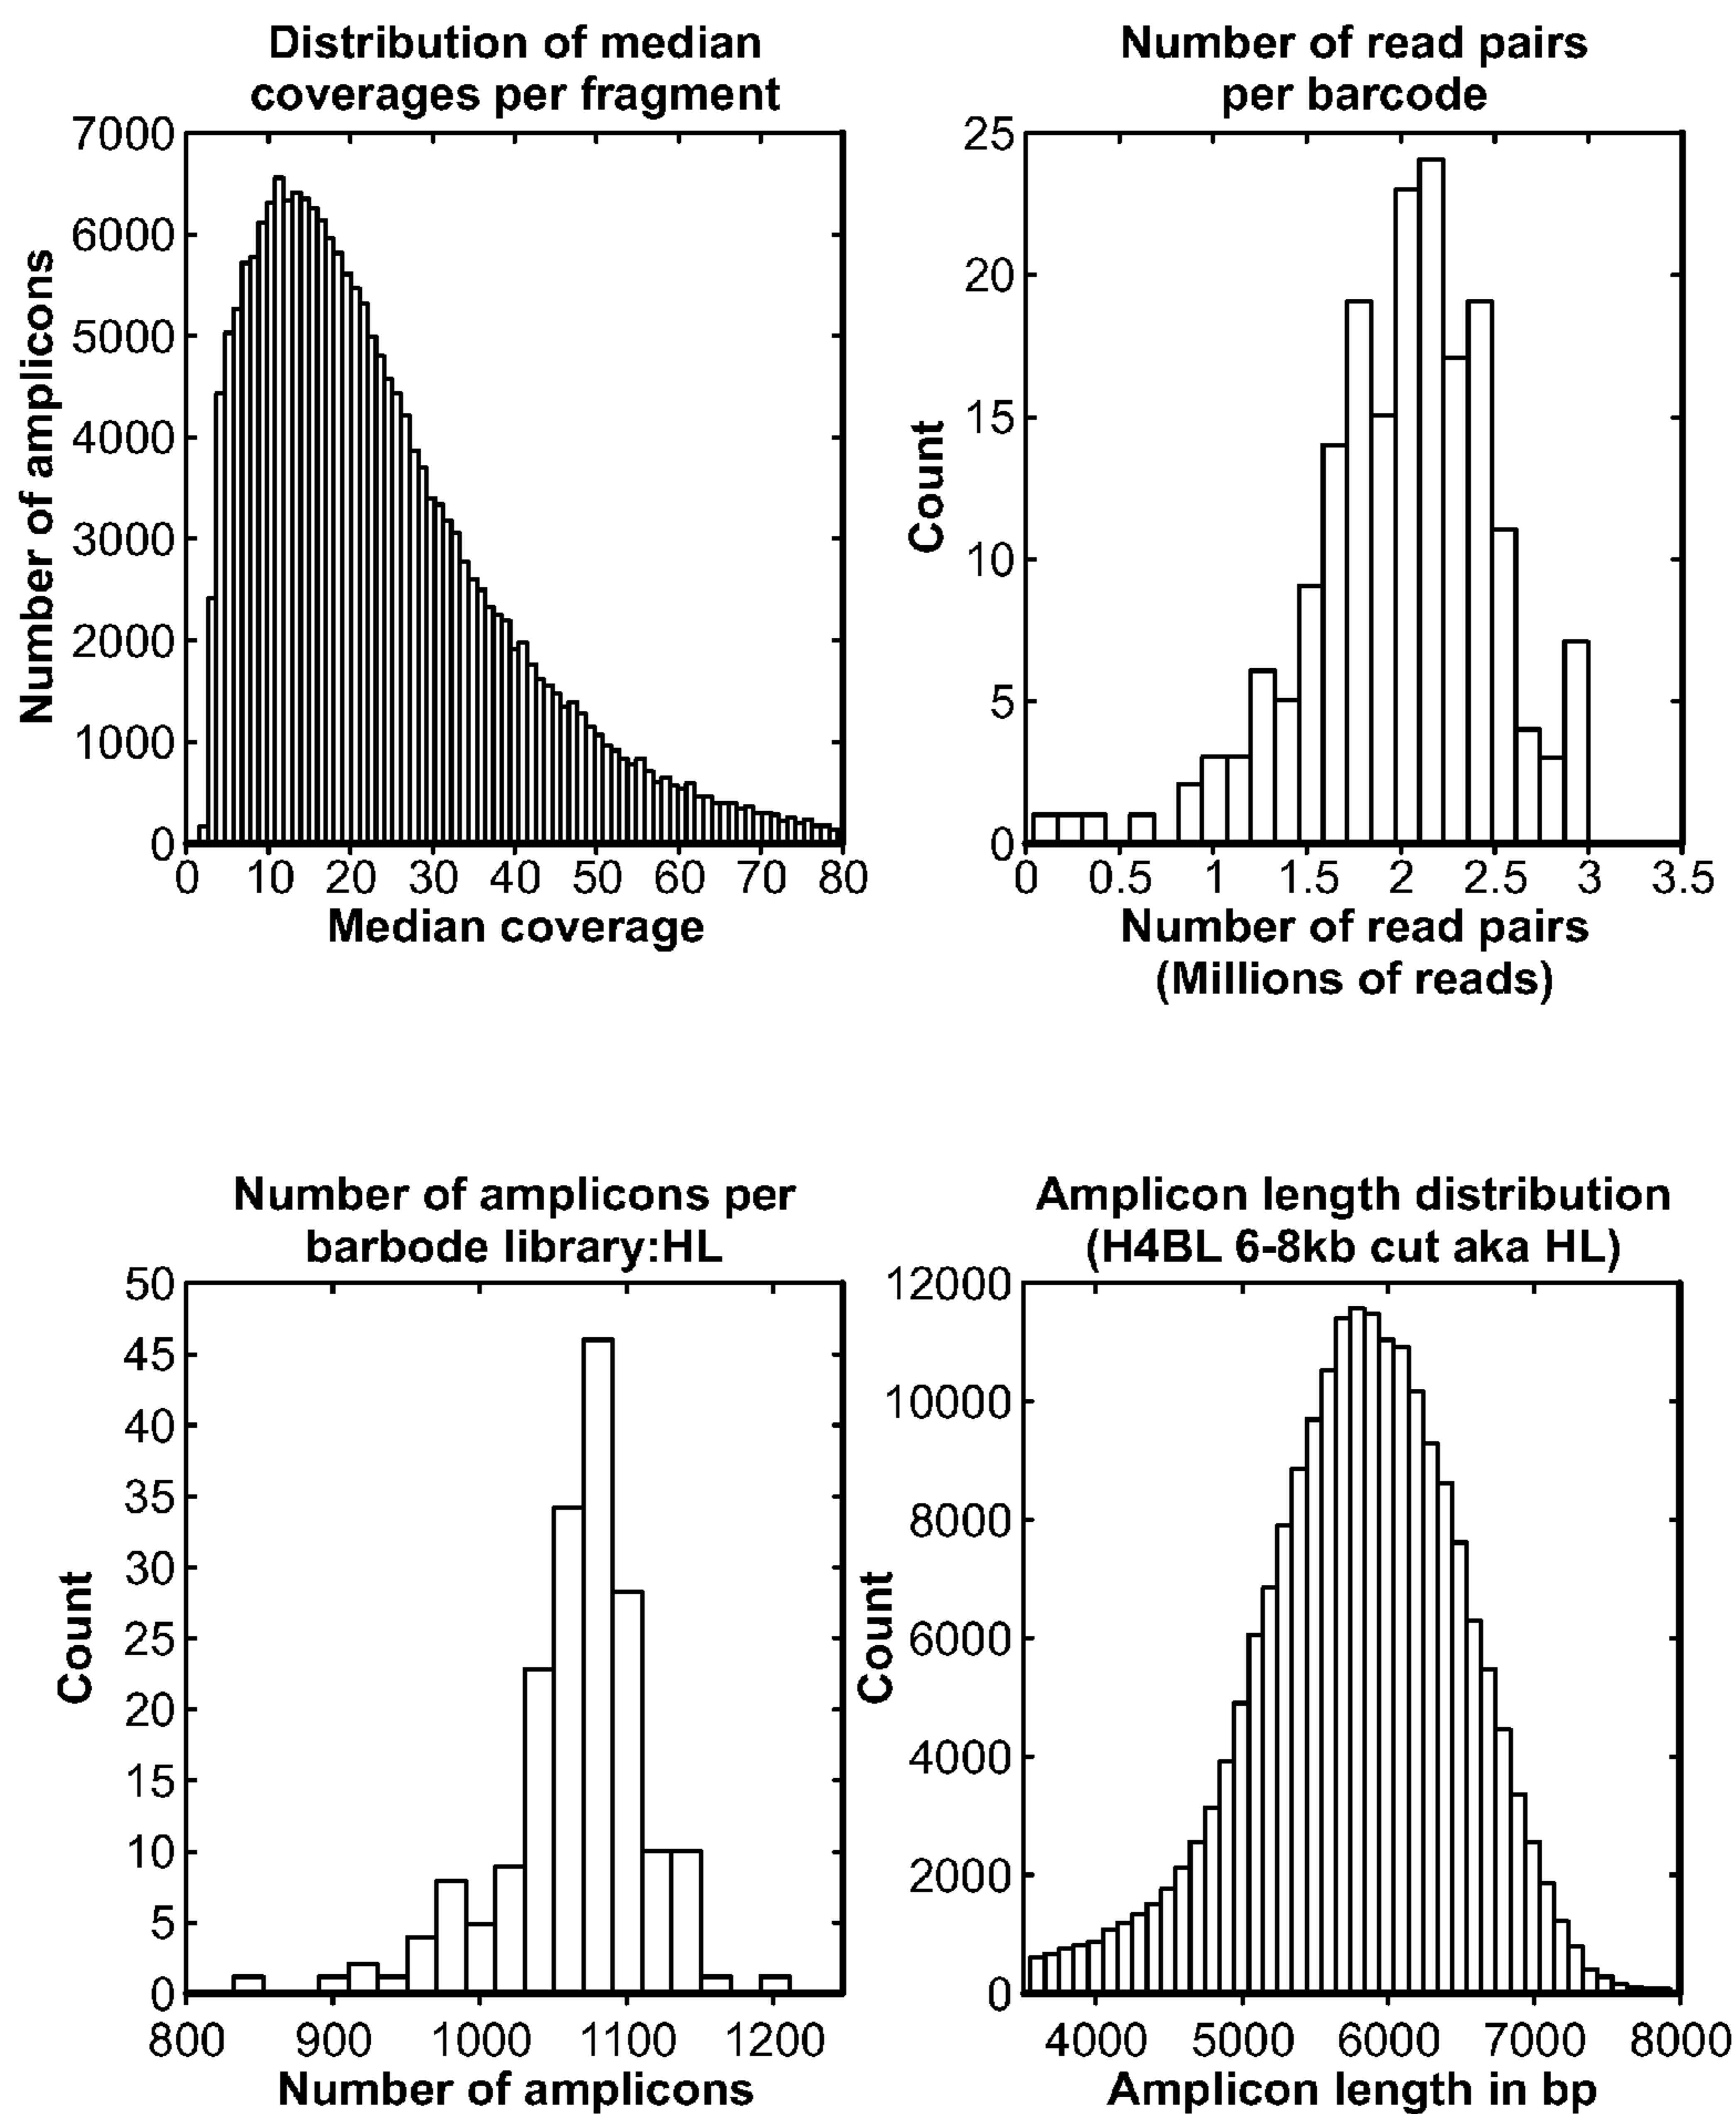 Distribution of median
coverages per fragment
7000
6000
5000
4000
3000
2000
1000
0
Number of amplicons
0 10 20 30 40 50 60 70 80
Median coverage
Number of read pairs
per barcode
25
20
15
10
5
0
Count
0 0.5 1 1.5 2 2.5 3 3.5
Number of read pairs
(Millions of reads)
Number of amplicons per
barbode library:HL
50
45
40
35
30
25
20
15
10
5
0
Count
800 900 1000 1100 1200
Number of amplicons
Amplicon length distribution
(H4BL 6-8kb cut aka HL)
12000
10000
8000
6000
4000
2000
0
Count
4000 5000 6000 7000 8000
Amplicon length in bp